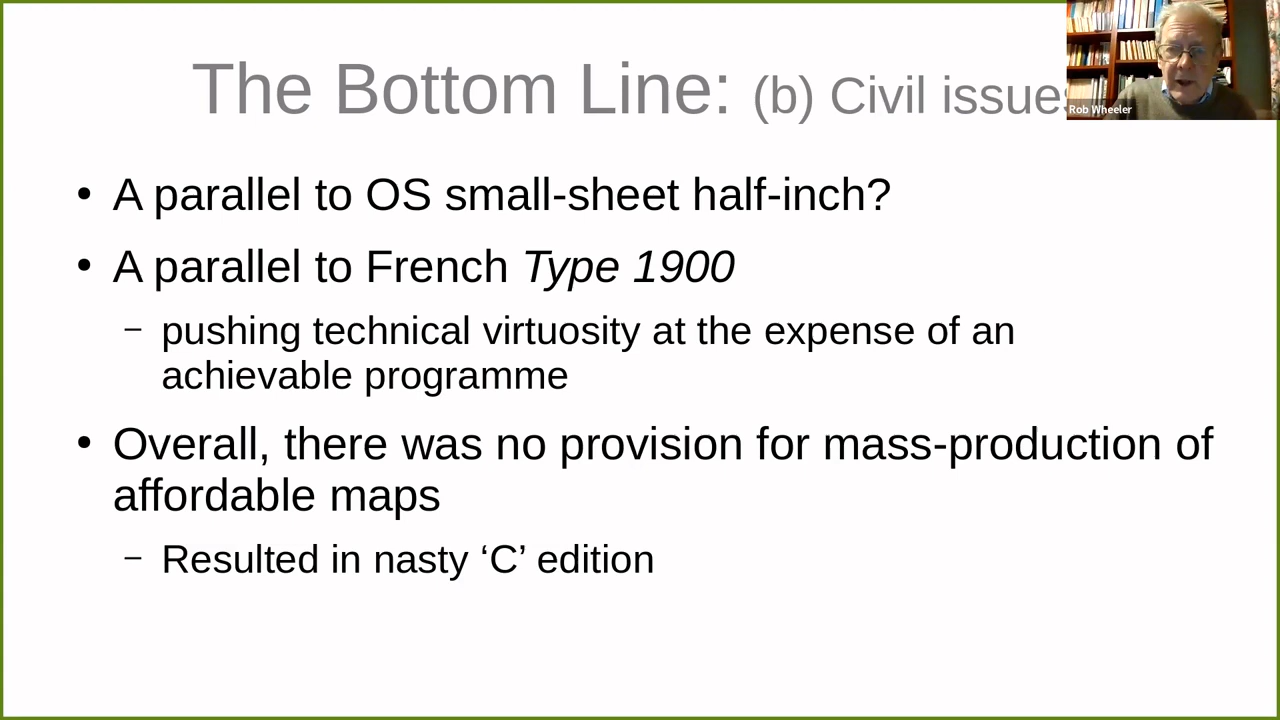 The Bottom Line: (b) Civil issues
Rob Wheeler
• A parallel to OS small-sheet half-inch?
• A parallel to French Type 1900
– pushing technical virtuosity at the expense of an
achievable programme
• Overall, there was no provision for mass-production of
affordable maps
– Resulted in nasty ‘C’ edition